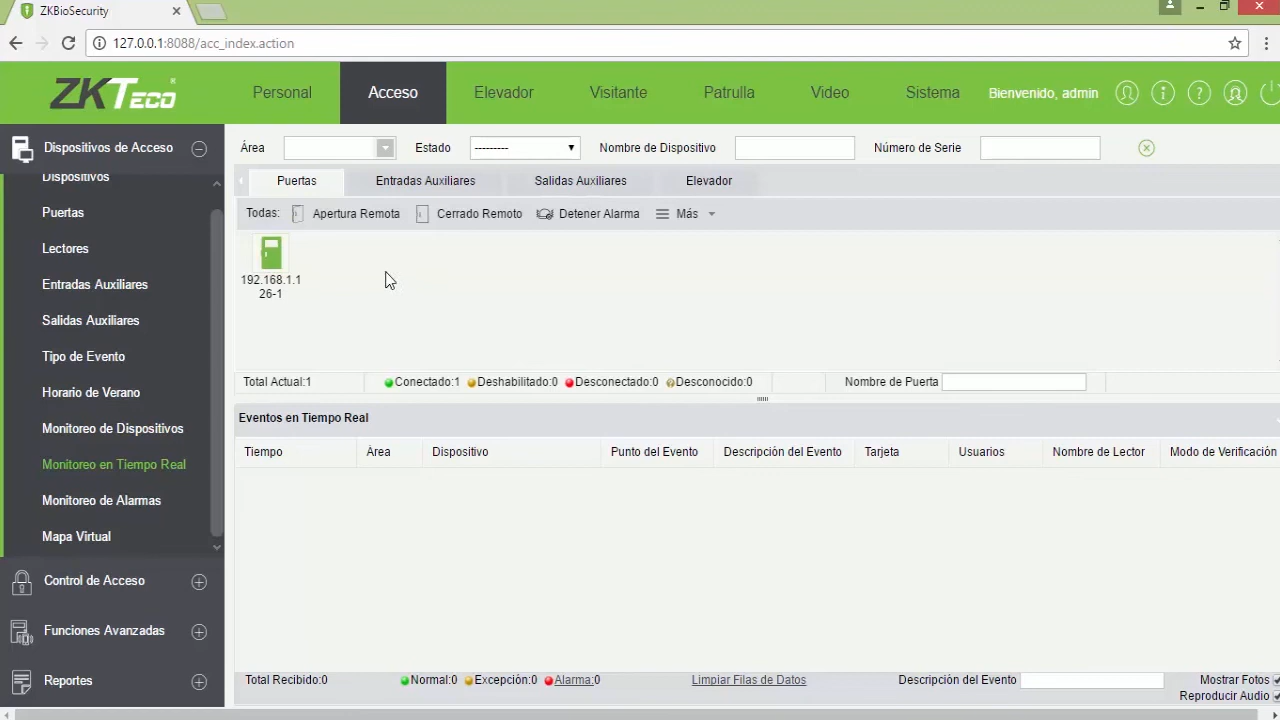 ZKBioSecurity
127.0.0.1:8088/acc_index.action
ZKTeco®
Personal
Acceso
Elevador
Visitante
Patrulla
Video
Sistema
Bienvenido, admin
Dispositivos de Acceso
Dispositivos
Puertas
Lectores
Entradas Auxiliares
Salidas Auxiliares
Tipo de Evento
Horario de Verano
Monitoreo de Dispositivos
Monitoreo en Tiempo Real
Monitoreo de Alarmas
Mapa Virtual
Control de Acceso
Funciones Avanzadas
Reportes
Área
Estado
---------
Nombre de Dispositivo
Número de Serie
Puertas
Entradas Auxiliares
Salidas Auxiliares
Elevador
Todas:
Apertura Remota
Cerrado Remoto
Detener Alarma
Más
192.168.1.1
26-1
Total Actual:1
Conectado:1
Deshabilitado:0
Desconectado:0
Desconocido:0
Nombre de Puerta
Eventos en Tiempo Real
Tiempo
Área
Dispositivo
Punto del Evento
Descripción del Evento
Tarjeta
Usuarios
Nombre de Lector
Modo de Verificación
Total Recibido:0
Normal:0
Excepción:0
Alarma:0
Limpiar Filas de Datos
Descripción del Evento
Mostrar Fotos
Reproducir Audio